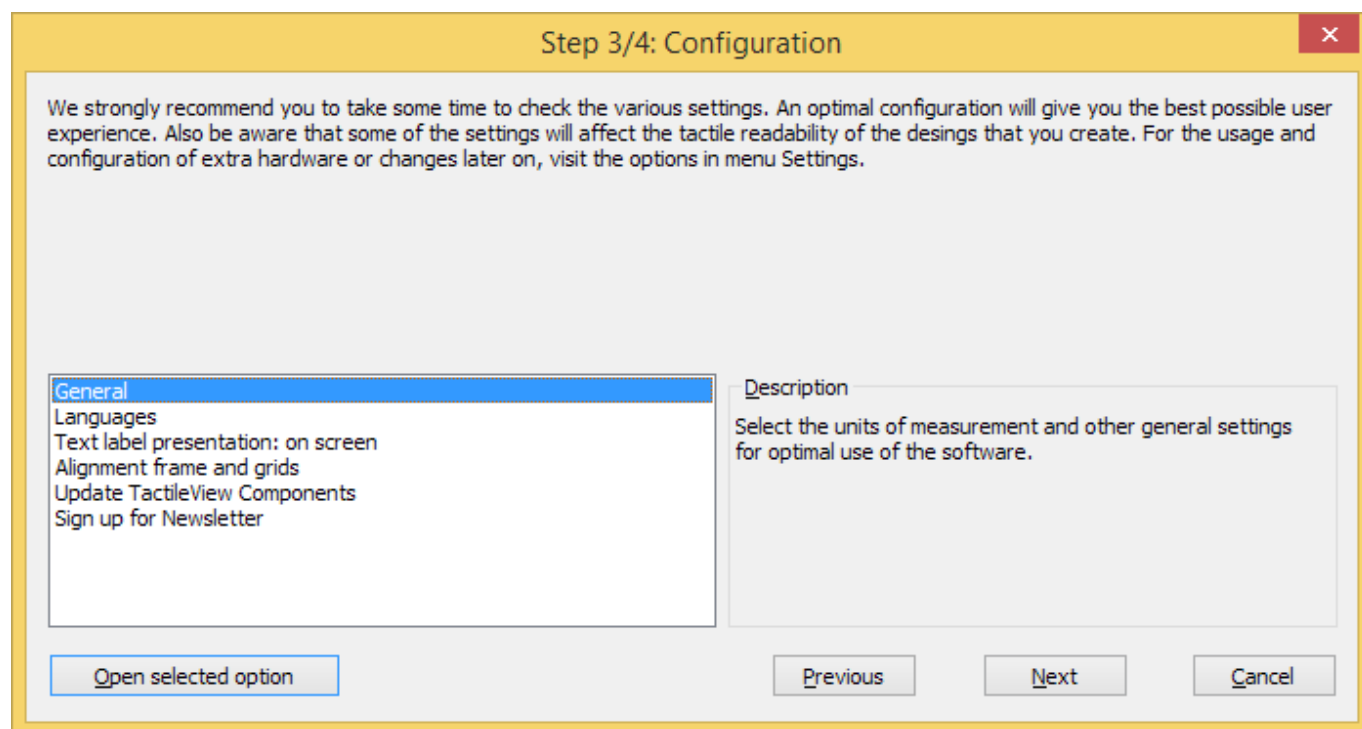 Step 3/4: Configuration
We strongly recommend you to take some time to check the various settings. An optimal configuration will give you the best possible user
experience. Also be aware that some of the settings will affect the tactile readability of the desings that you create. For the usage and
configuration of extra hardware or changes later on, visit the options in menu Settings.
General
Languages
Text label presentation: on screen
Alignment frame and grids
Update TactileView Components
Sign up for Newsletter
Description
Select the units of measurement and other general settings
for optimal use of the software.
Open selected option
Previous
Next
Cancel